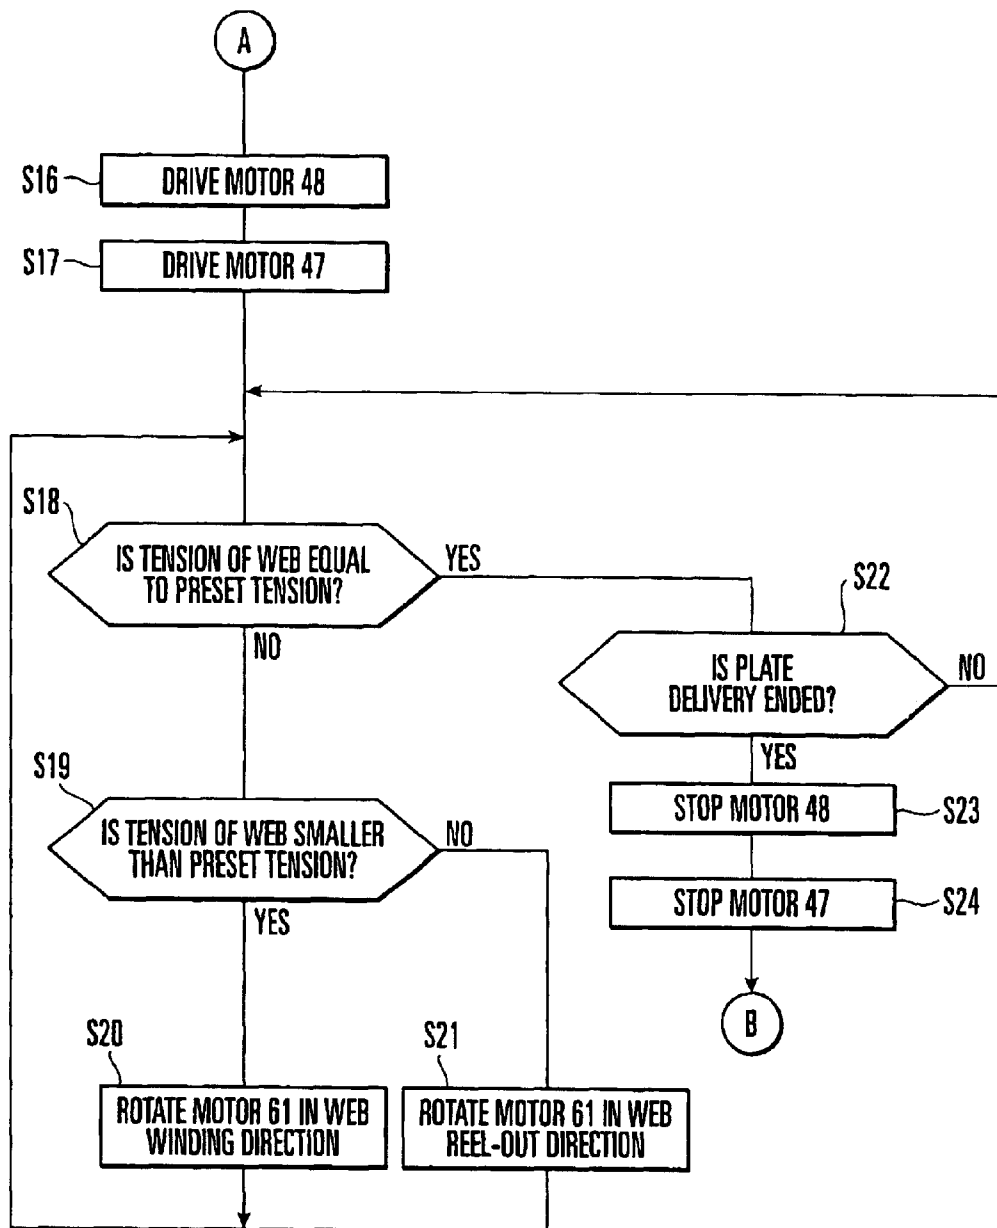 A
S16
DRIVE MOTOR 48
S17
DRIVE MOTOR 47
S18
IS TENSION OF WEB EQUAL
TO PRESET TENSION?
YES
NO
S22
IS PLATE
DELIVERY ENDED?
NO
YES
S19
IS TENSION OF WEB SMALLER
THAN PRESET TENSION?
NO
YES
STOP MOTOR 48
S23
STOP MOTOR 47
S24
B
S20
ROTATE MOTOR 61 IN WEB
WINDING DIRECTION
S21
ROTATE MOTOR 61 IN WEB
REEL-OUT DIRECTION